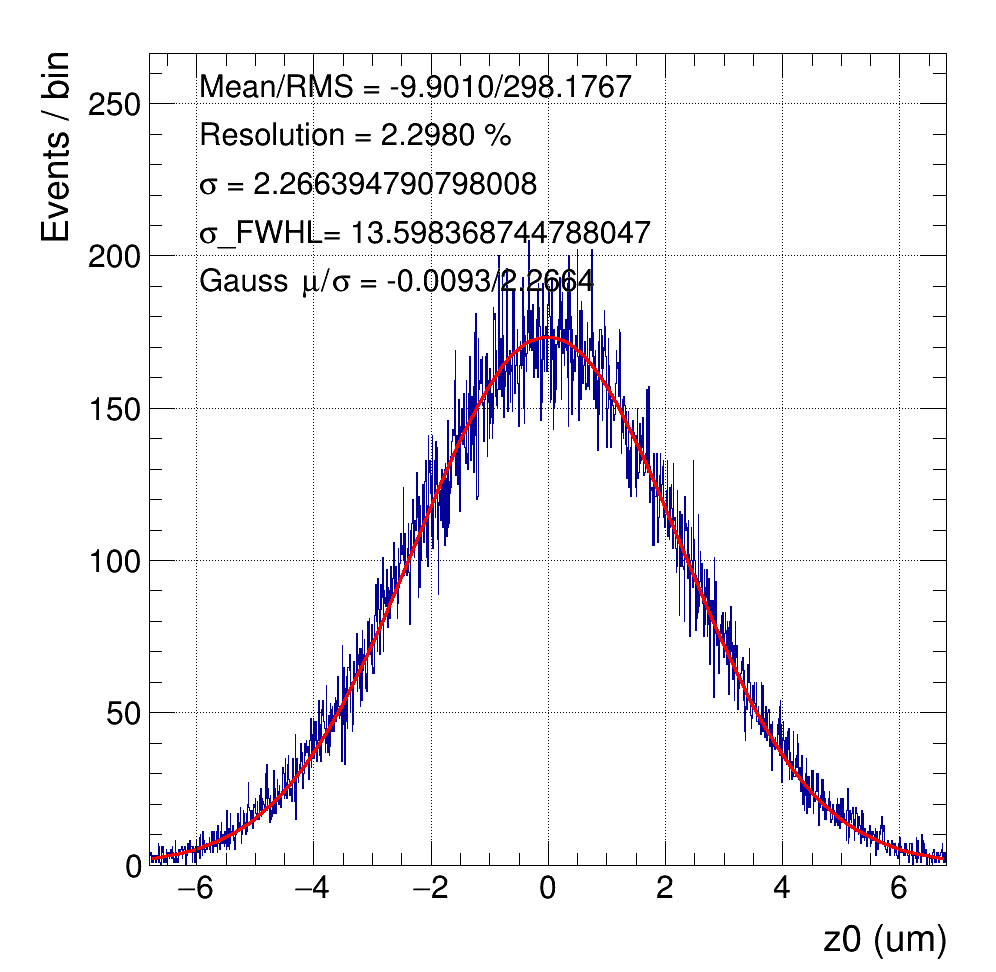 Events / bin
Mean/RMS = -9.9010/298.1767
Resolution = 2.2980 %
σ = 2.266394790798008
σ_FWHL= 13.598368744788047
Gauss μ/σ = -0.0093/2.2664
250
200
150
100
50
0
−6 −4 −2 0 2 4 6
z0 (um)